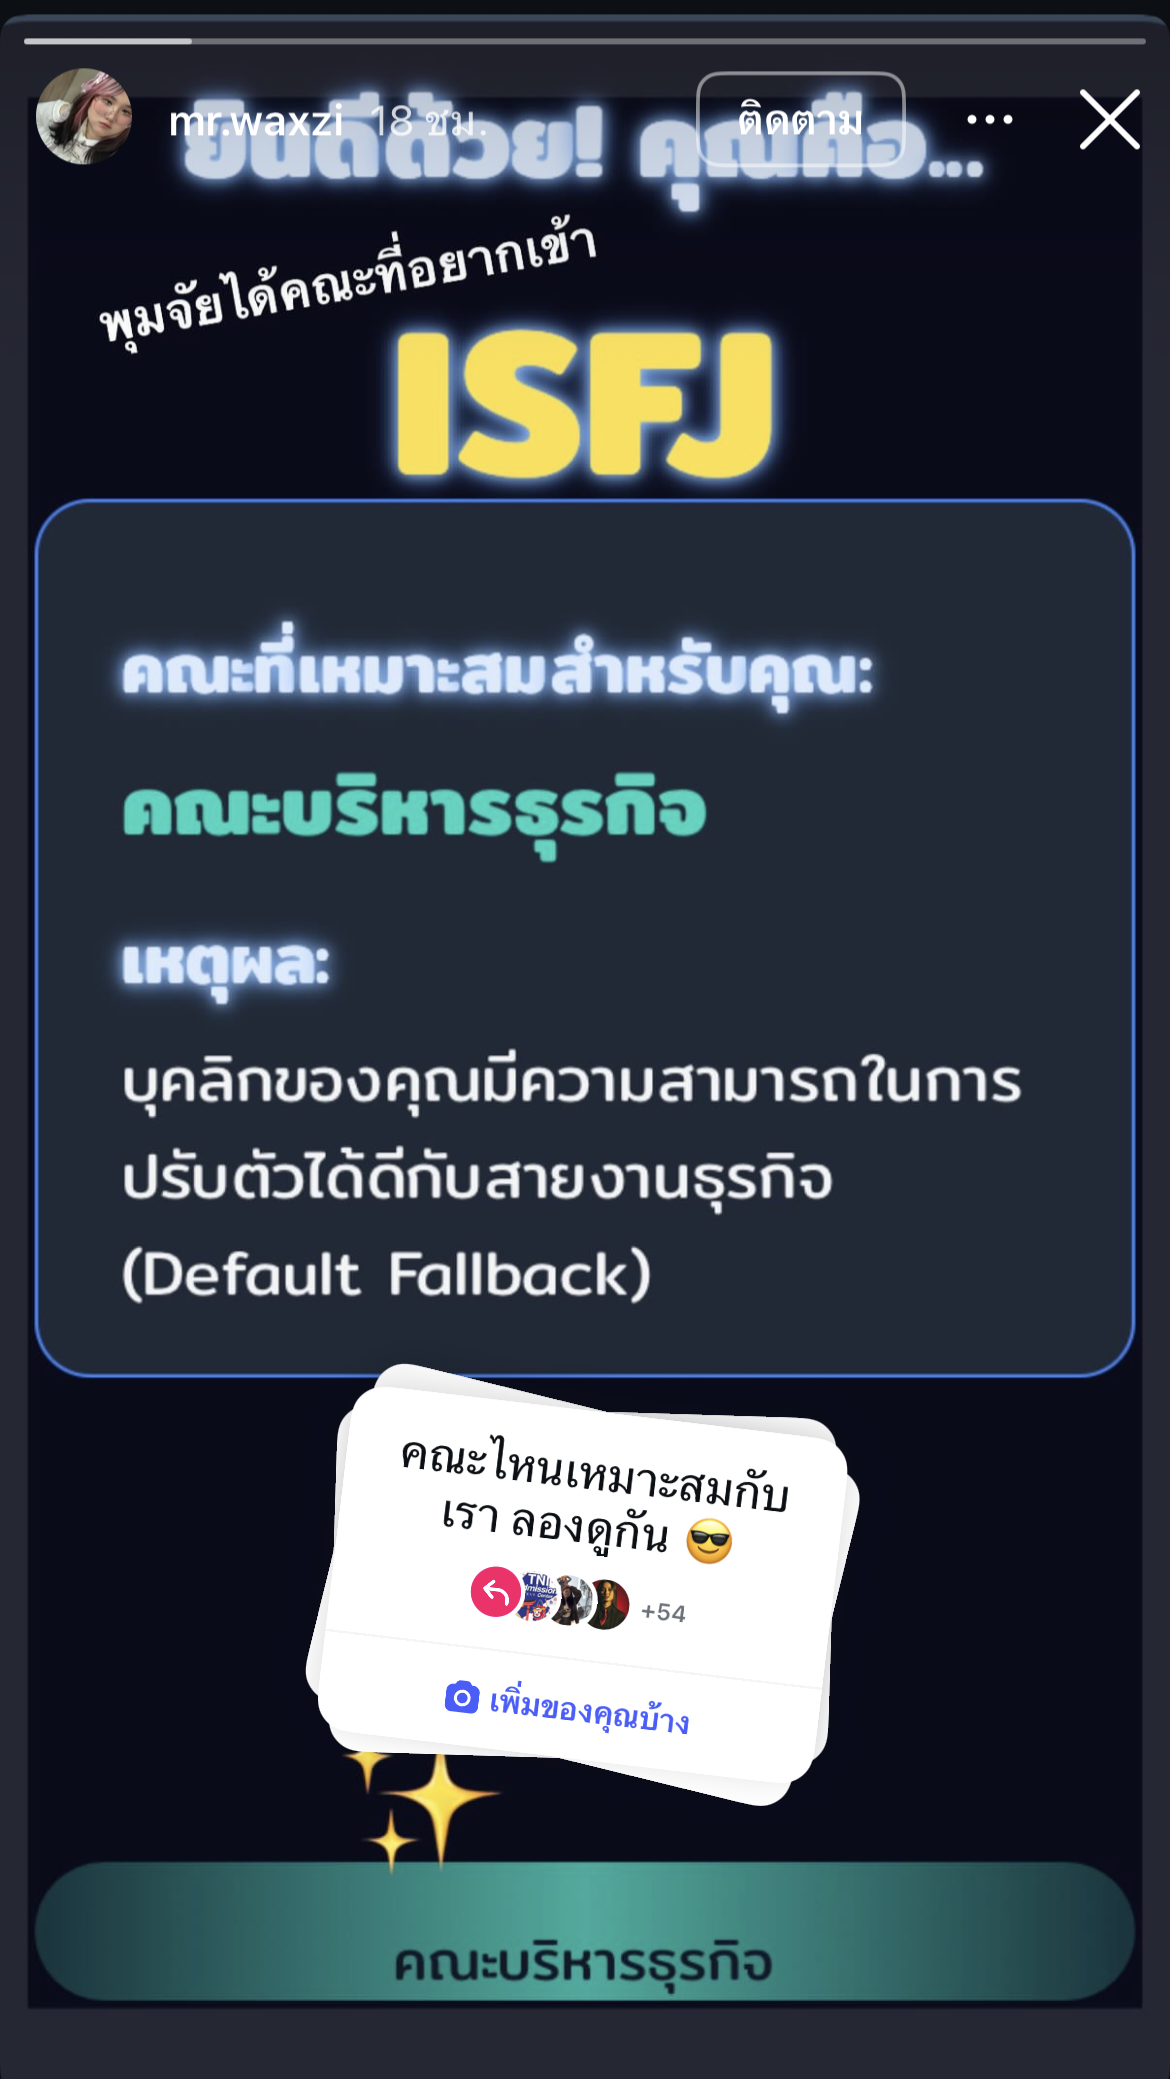 mr.waxzi 18 ชม. ติดตาม
ยินดีด้วย! คุณคือ...
พุมจัยได้คณะที่อยากเข้า
ISFJ
คณะที่เหมาะสมสำหรับคุณ:
คณะบริหารธุรกิจ
เหตุผล:
บุคลิกของคุณมีความสามารถในการ
ปรับตัวได้ดีกับสายงานธุรกิจ
(Default Fallback)
คณะไหนเหมาะสมกับ
เรา ลองดูกัน 😎
TNI
+54
เพิ่มของคุณบ้าง
คณะบริหารธุรกิจ